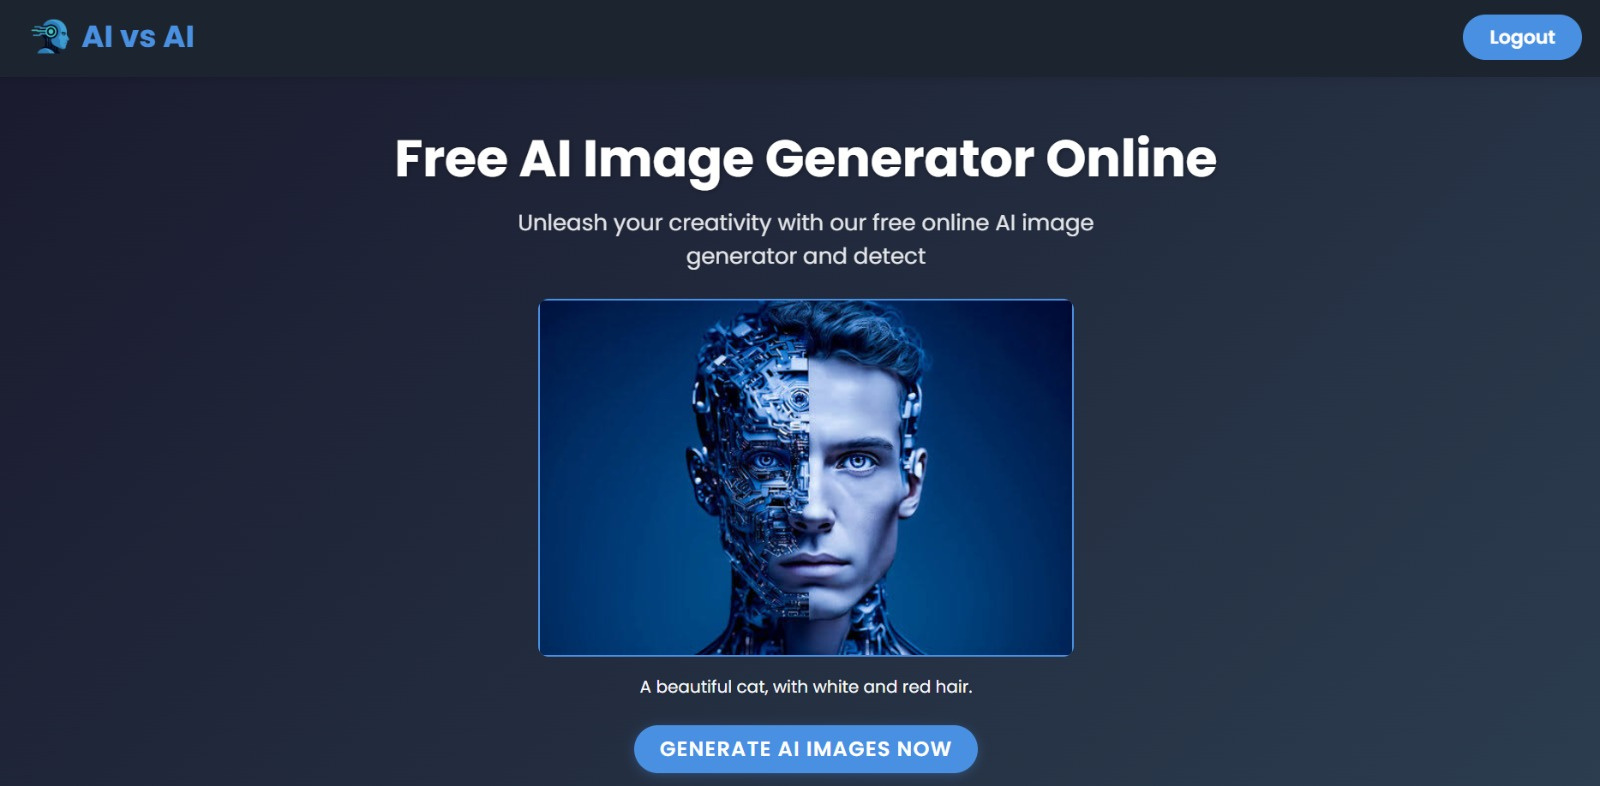 AI vs AI
Logout
Free AI Image Generator Online
Unleash your creativity with our free online AI image
generator and detect
A beautiful cat, with white and red hair.
GENERATE AI IMAGES NOW